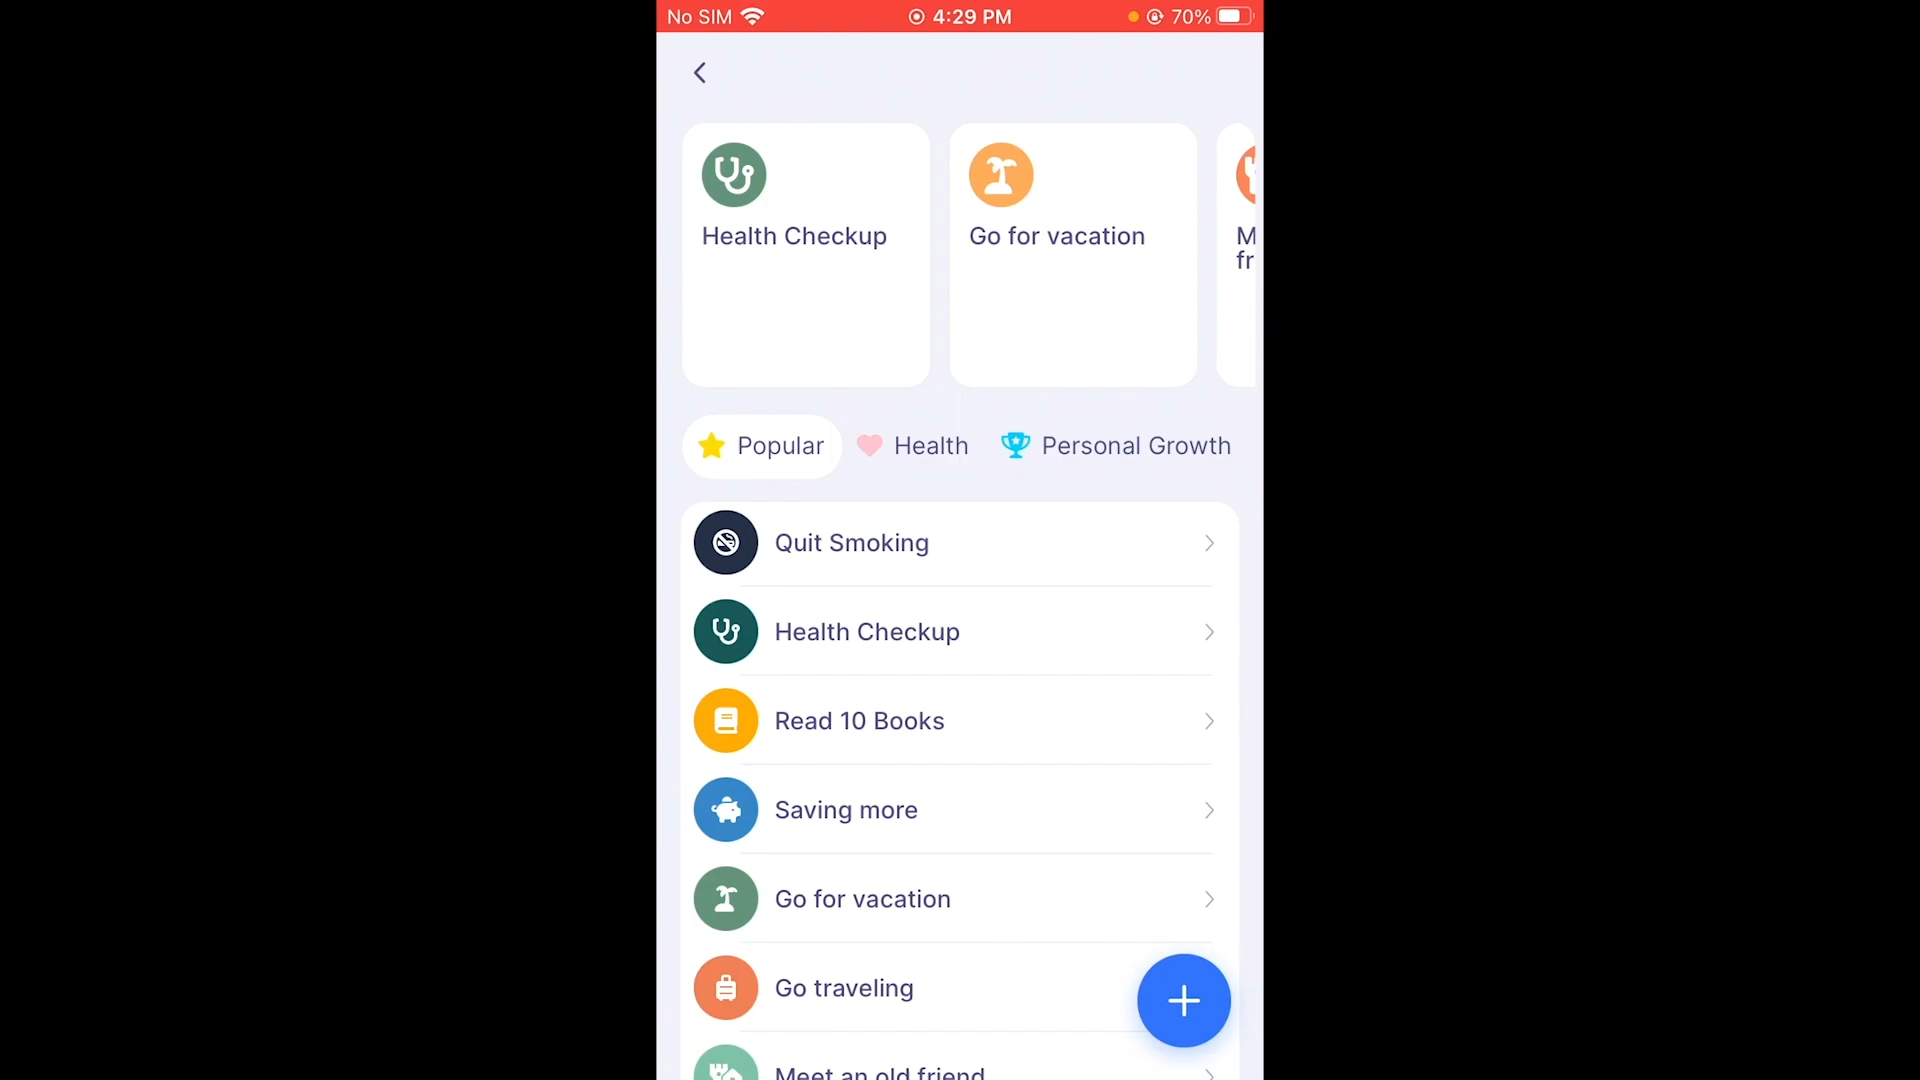 No SIM 4:29 PM 70%
Health Checkup
Go for vacation
M
fr
Popular
Health
Personal Growth
Quit Smoking
Health Checkup
Read 10 Books
Saving more
Go for vacation
Go traveling
Meet an old friend